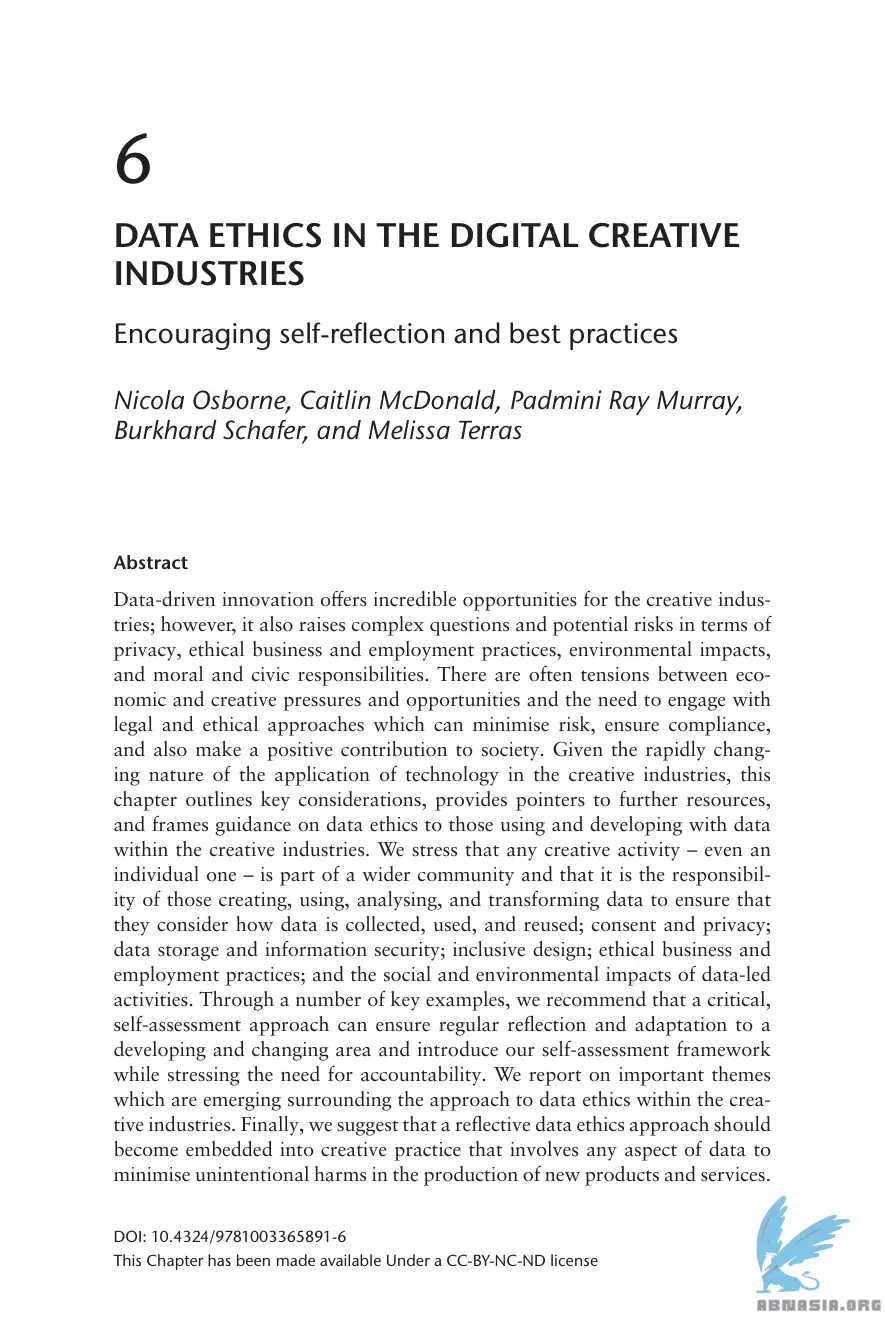 6
DATA ETHICS IN THE DIGITAL CREATIVE
INDUSTRIES
Encouraging self-reflection and best practices
Nicola Osborne, Caitlin McDonald, Padmini Ray Murray,
Burkhard Schafer, and Melissa Terras
Abstract
Data-driven innovation offers incredible opportunities for the creative indus-
tries; however, it also raises complex questions and potential risks in terms of
privacy, ethical business and employment practices, environmental impacts,
and moral and civic responsibilities. There are often tensions between eco-
nomic and creative pressures and opportunities and the need to engage with
legal and ethical approaches which can minimise risk, ensure compliance,
and also make a positive contribution to society. Given the rapidly chang-
ing nature of the application of technology in the creative industries, this
chapter outlines key considerations, provides pointers to further resources,
and frames guidance on data ethics to those using and developing with data
within the creative industries. We stress that any creative activity – even an
individual one – is part of a wider community and that it is the responsibil-
ity of those creating, using, analysing, and transforming data to ensure that
they consider how data is collected, used, and reused; consent and privacy;
data storage and information security; inclusive design; ethical business and
employment practices; and the social and environmental impacts of data-led
activities. Through a number of key examples, we recommend that a critical,
self-assessment approach can ensure regular reflection and adaptation to a
developing and changing area and introduce our self-assessment framework
while stressing the need for accountability. We report on important themes
which are emerging surrounding the approach to data ethics within the crea-
tive industries. Finally, we suggest that a reflective data ethics approach should
become embedded into creative practice that involves any aspect of data to
minimise unintentional harms in the production of new products and services.
DOI: 10.4324/9781003365891-6
This Chapter has been made available Under a CC-BY-NC-ND license
ABNASIA.ORG